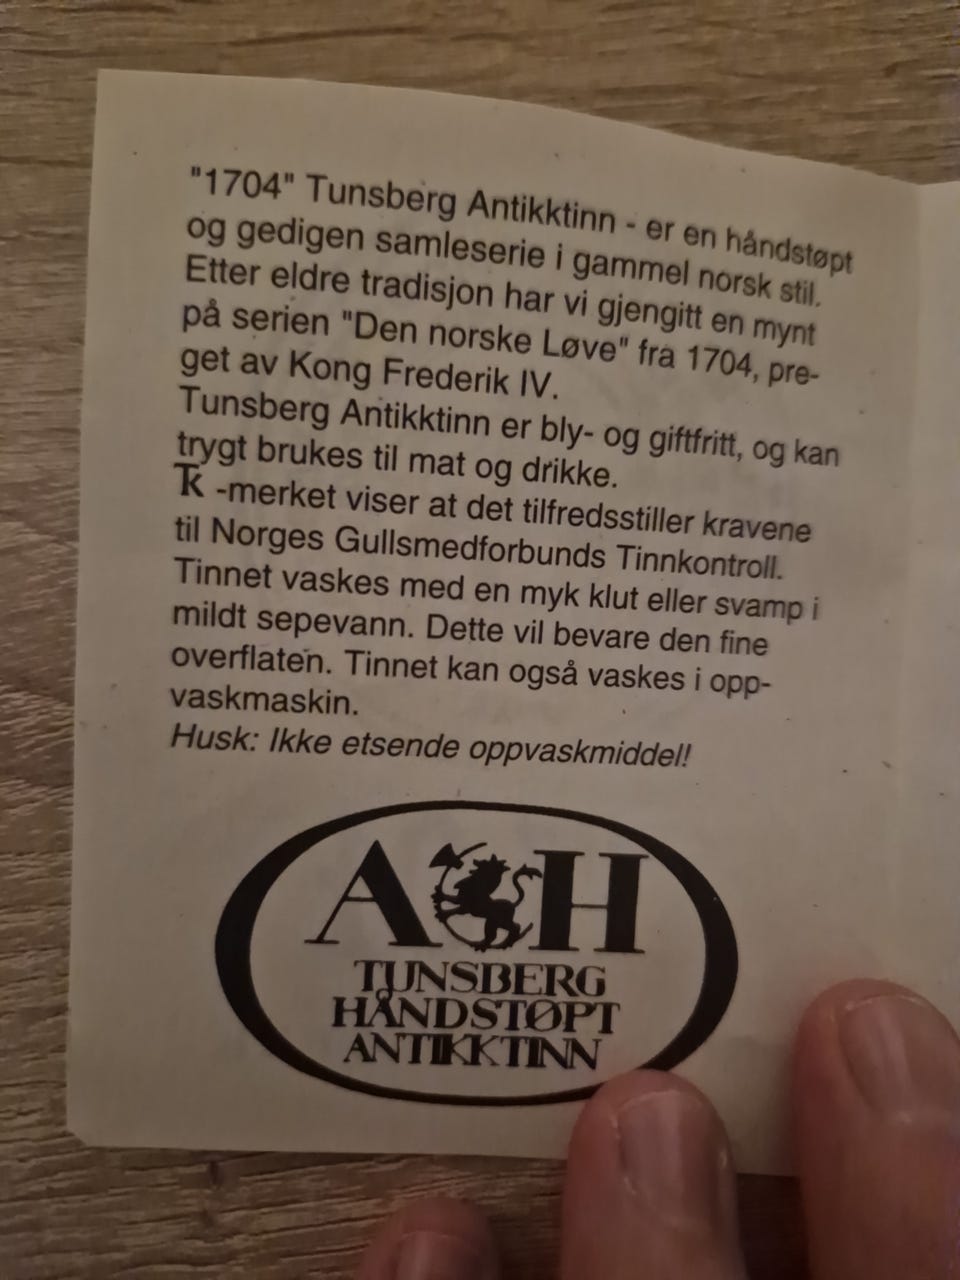 "1704" Tunsberg Antikktinn - er en håndstøpt
og gedigen samleserie i gammel norsk stil.
Etter eldre tradisjon har vi gjengitt en mynt
på serien "Den norske Løve" fra 1704, pre-
get av Kong Frederik IV.
Tunsberg Antikktinn er bly- og giftfritt, og kan
trygt brukes til mat og drikke.
TK -merket viser at det tilfredsstiller kravene
til Norges Gullsmedforbunds Tinnkontroll.
Tinnet vaskes med en myk klut eller svamp i
mildt sepevann. Dette vil bevare den fine
overflaten. Tinnet kan også vaskes i opp-
vaskmaskin.
Husk: Ikke etsende oppvaskmiddel!
A H
TUNSBERG
HÅNDSTØPT
ANTIKKTINN